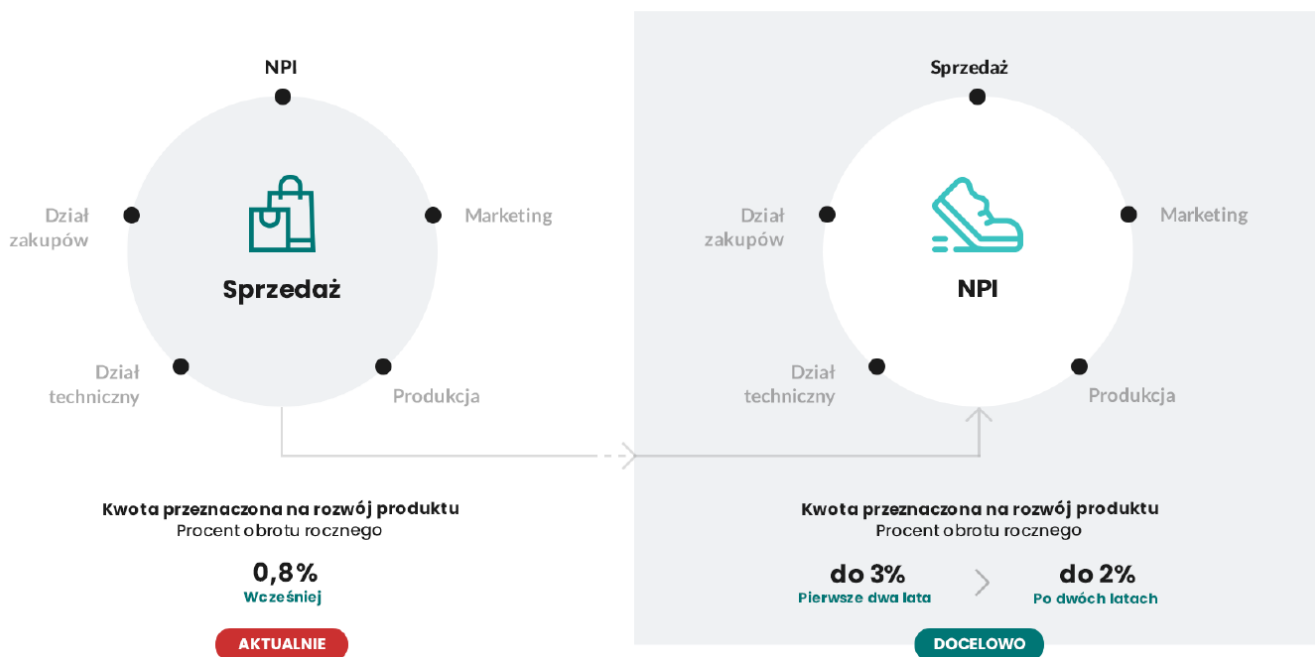 NPI
Dział
zakupów
Marketing
Sprzedaż
Dział
techniczny
Produkcja
Kwota przeznaczona na rozwój produktu
Procent obrotu rocznego
0,8%
Wcześniej
AKTUALNIE
Sprzedaż
Dział
zakupów
Marketing
NPI
Dział
techniczny
Produkcja
Kwota przeznaczona na rozwój produktu
Procent obrotu rocznego
do 3%
Pierwsze dwa lata
do 2%
Po dwóch latach
DOCELOWO